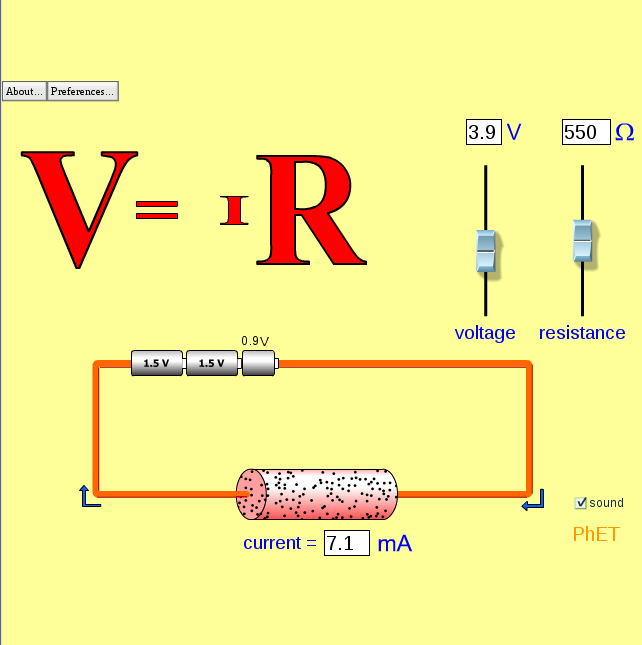 About... Preferences...
3.9 V 550 Ω
V = I R
voltage resistance
0.9V
1.5 V 1.5 V
sound
PhET
current = 7.1 mA